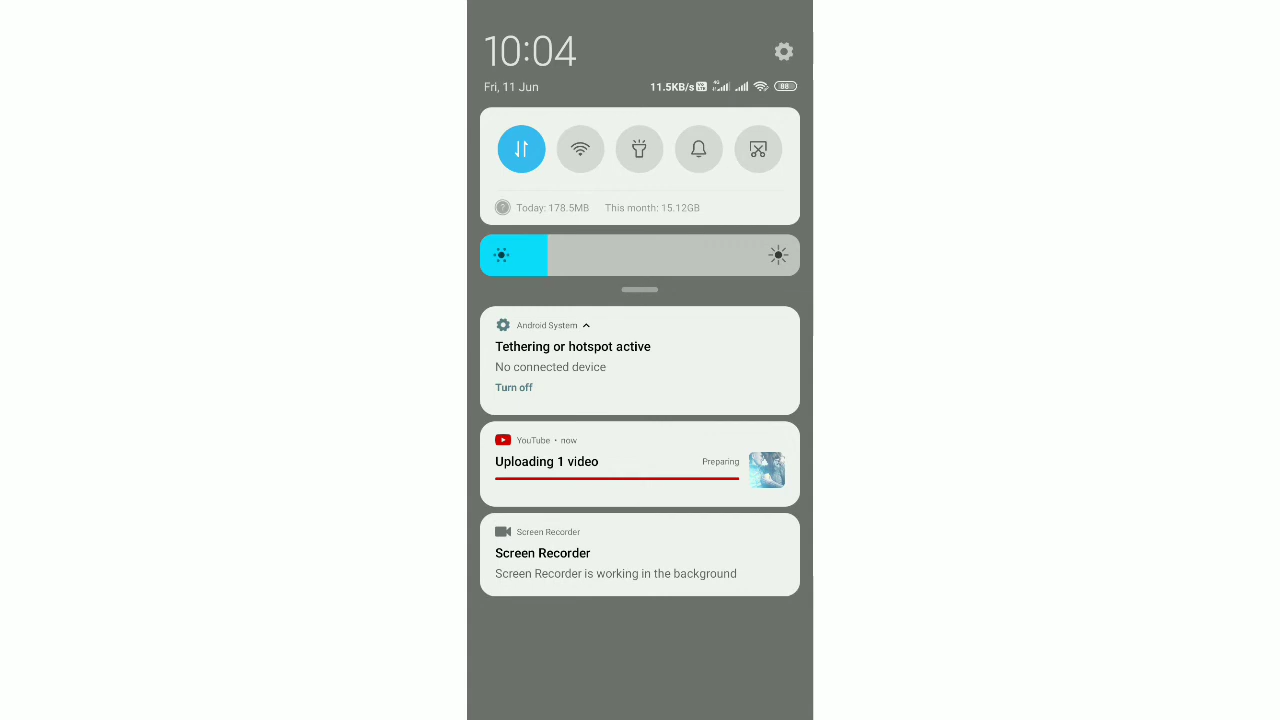 10:04
Fri, 11 Jun
11.5KB/s 4G 88
Today: 178.5MB This month: 15.12GB
Android System
Tethering or hotspot active
No connected device
Turn off
YouTube • now
Uploading 1 video Preparing
Screen Recorder
Screen Recorder
Screen Recorder is working in the background